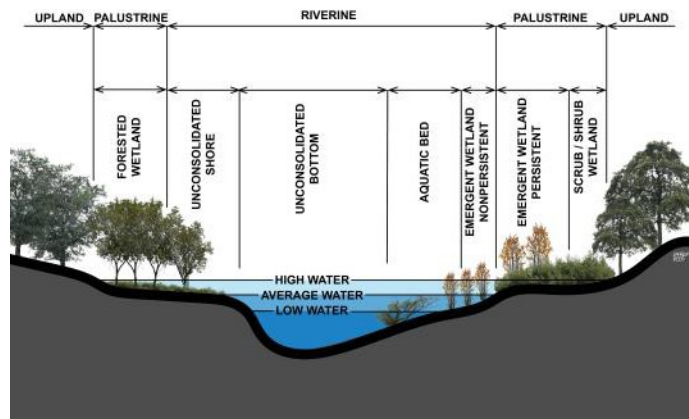 UPLAND
PALUSTRINE
RIVERINE
PALUSTRINE
UPLAND
FORESTED
WETLAND
UNCONSOLIDATED
SHORE
UNCONSOLIDATED
BOTTOM
AQUATIC BED
EMERGENT WETLAND
NONPERSISTENT
EMERGENT WETLAND
PERSISTENT
SCRUB / SHRUB
WETLAND
HIGH WATER
AVERAGE WATER
LOW WATER